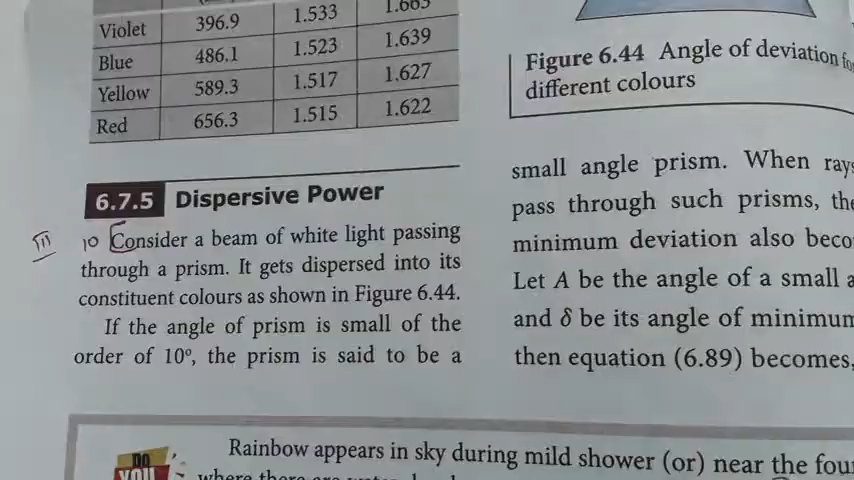 Violet 396.9 1.533
Blue 486.1 1.523 1.639
Yellow 589.3 1.517 1.627
Red 656.3 1.515 1.622
6.7.5 Dispersive Power
III 10 Consider a beam of white light passing
through a prism. It gets dispersed into its
constituent colours as shown in Figure 6.44.
If the angle of prism is small of the
order of 10°, the prism is said to be a
Figure 6.44 Angle of deviation
different colours
small angle prism. When rays
pass through such prisms, the
minimum deviation also
Let A be the angle of a small
and δ be its angle of minimum
then equation (6.89) becomes,
DO
YOU
Rainbow appears in sky during mild shower (or) near the